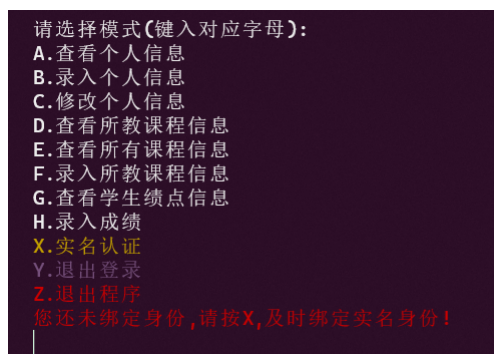 请选择模式(键入对应字母):
A.查看个人信息
B.录入个人信息
C.修改个人信息
D.查看所教课程信息
E.查看所有课程信息
F.录入所教课程信息
G.查看学生绩点信息
H.录入成绩
X.实名认证
Y.退出登录
Z.退出程序
您还未绑定身份,请按X,及时绑定实名身份!